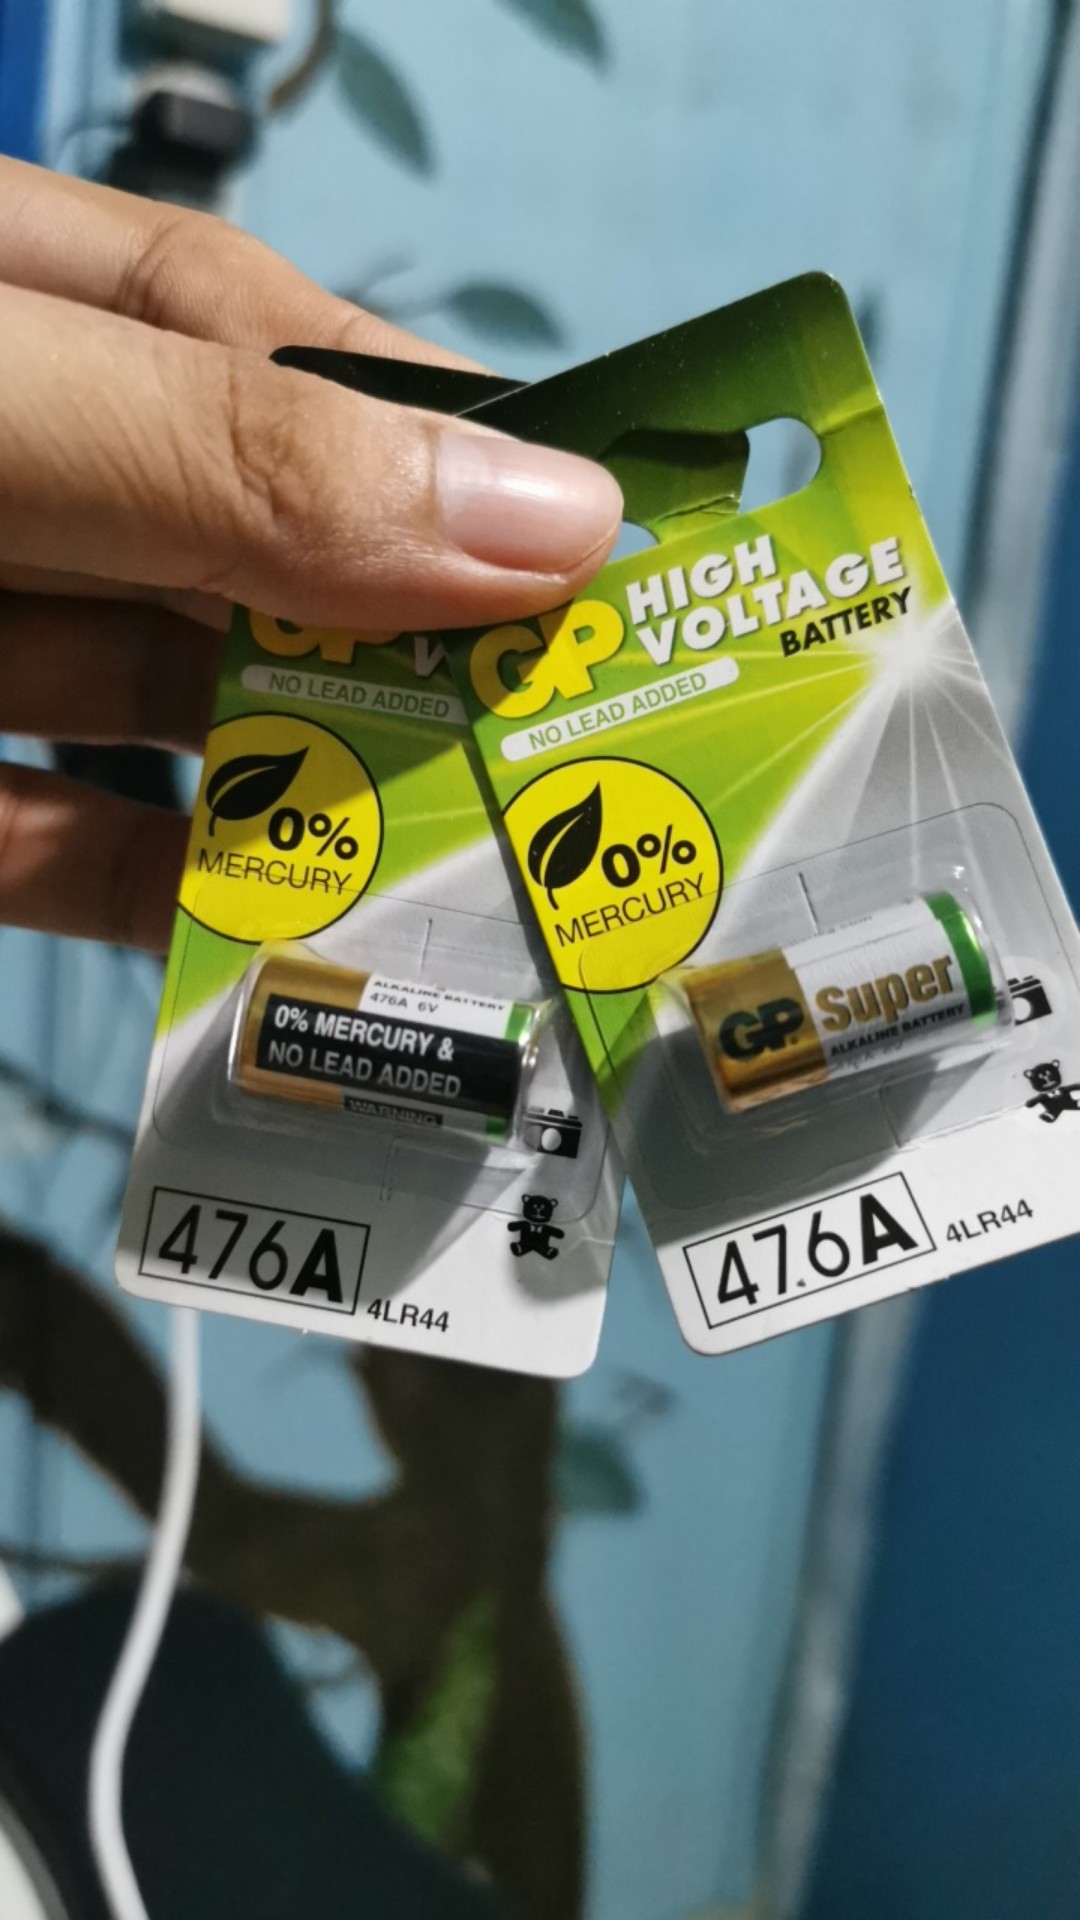 GP
NO LEAD ADDED
0%
MERCURY
ALKALINE BATTERY
476A 6V
0% MERCURY &
NO LEAD ADDED
WARNING
476A
4LR44
GP HIGH
VOLTAGE
BATTERY
NO LEAD ADDED
0%
MERCURY
GP Super
ALKALINE BATTERY
476A
4LR44